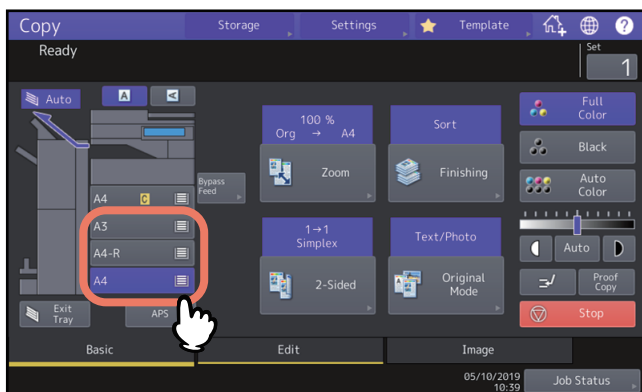 Copy
Storage
Settings
Template
?
Ready
Set
1
Auto
A
A
A4 C
A3
A4-R
A4
Bypass
Feed
Exit
Tray
APS
100 %
Org → A4
Zoom
Sort
Finishing
1→1
Simplex
2-Sided
Text/Photo
Original
Mode
Full
Color
Black
Auto
Color
Auto
Proof
Copy
Stop
Basic
Edit
Image
05/10/2019
10:39
Job Status